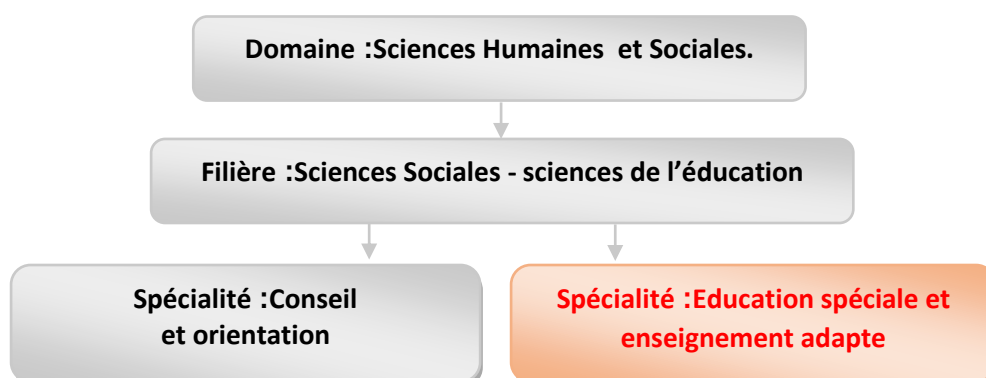 Domaine :Sciences Humaines et Sociales.
Filière :Sciences Sociales - sciences de l’éducation
Spécialité :Conseil
et orientation
Spécialité :Education spéciale et
enseignement adapte